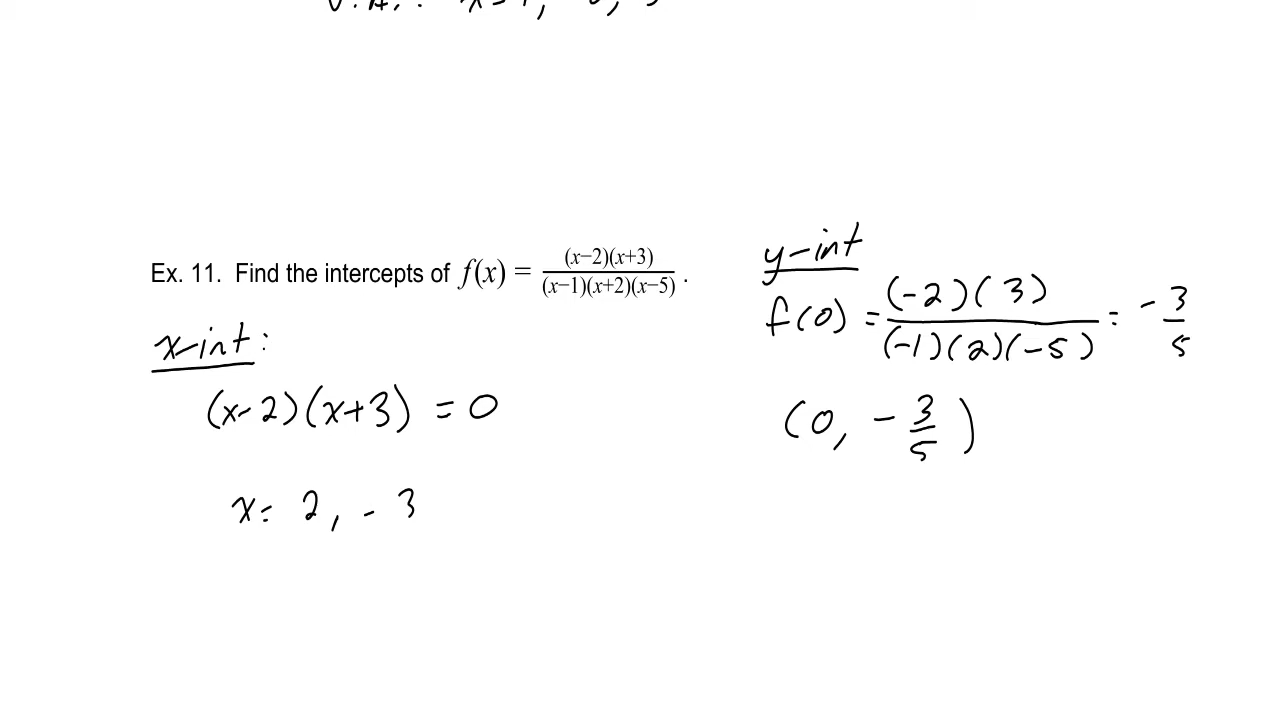 x=
Ex. 11. Find the intercepts of f(x) = (x−2)(x+3) / (x−1)(x+2)(x−5) .
x-int:
(x-2)(x+3) = 0
x= 2, -3
y-int
f(0) = (-2)(3) / (-1)(2)(-5) = -3/5
(0, -3/5)